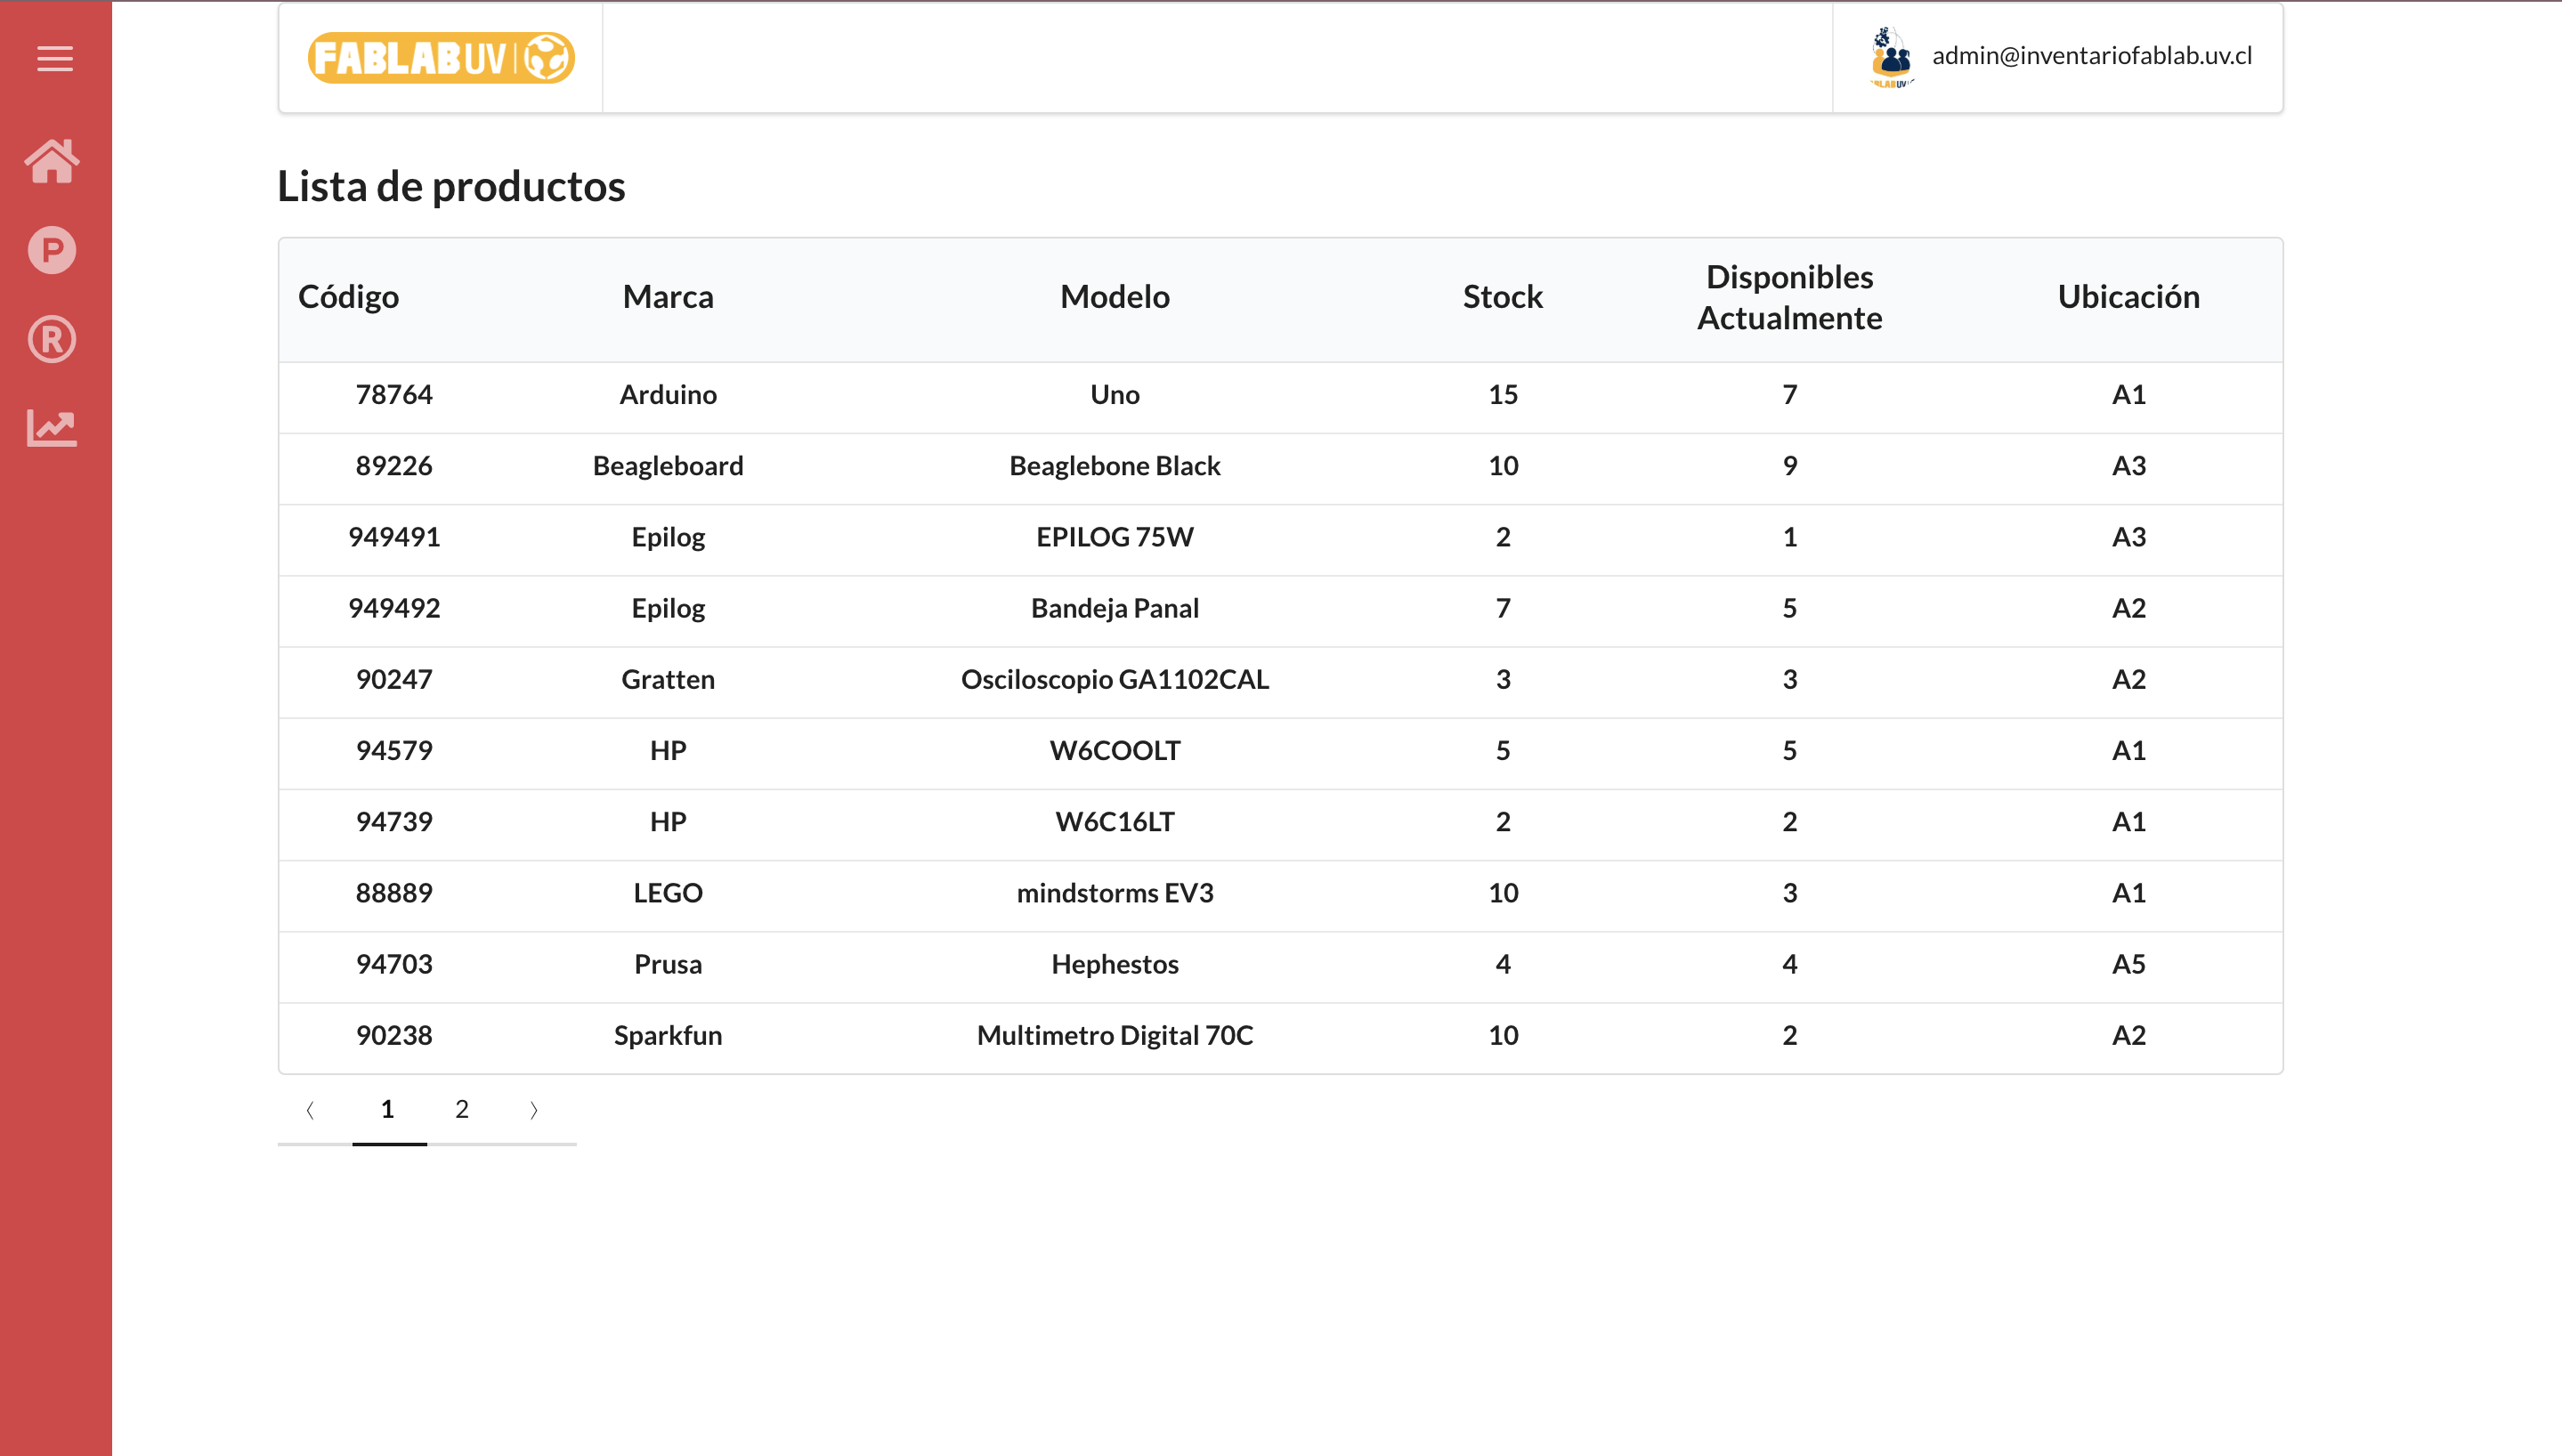 FABLABUV
admin@inventariofablab.uv.cl
Lista de productos
Código Marca Modelo Stock Disponibles Actualmente Ubicación
78764 Arduino Uno 15 7 A1
89226 Beagleboard Beaglebone Black 10 9 A3
949491 Epilog EPILOG 75W 2 1 A3
949492 Epilog Bandeja Panal 7 5 A2
90247 Gratten Osciloscopio GA1102CAL 3 3 A2
94579 HP W6COOLT 5 5 A1
94739 HP W6C16LT 2 2 A1
88889 LEGO mindstorms EV3 10 3 A1
94703 Prusa Hephestos 4 4 A5
90238 Sparkfun Multimetro Digital 70C 10 2 A2
〈 1 2 〉
P
R